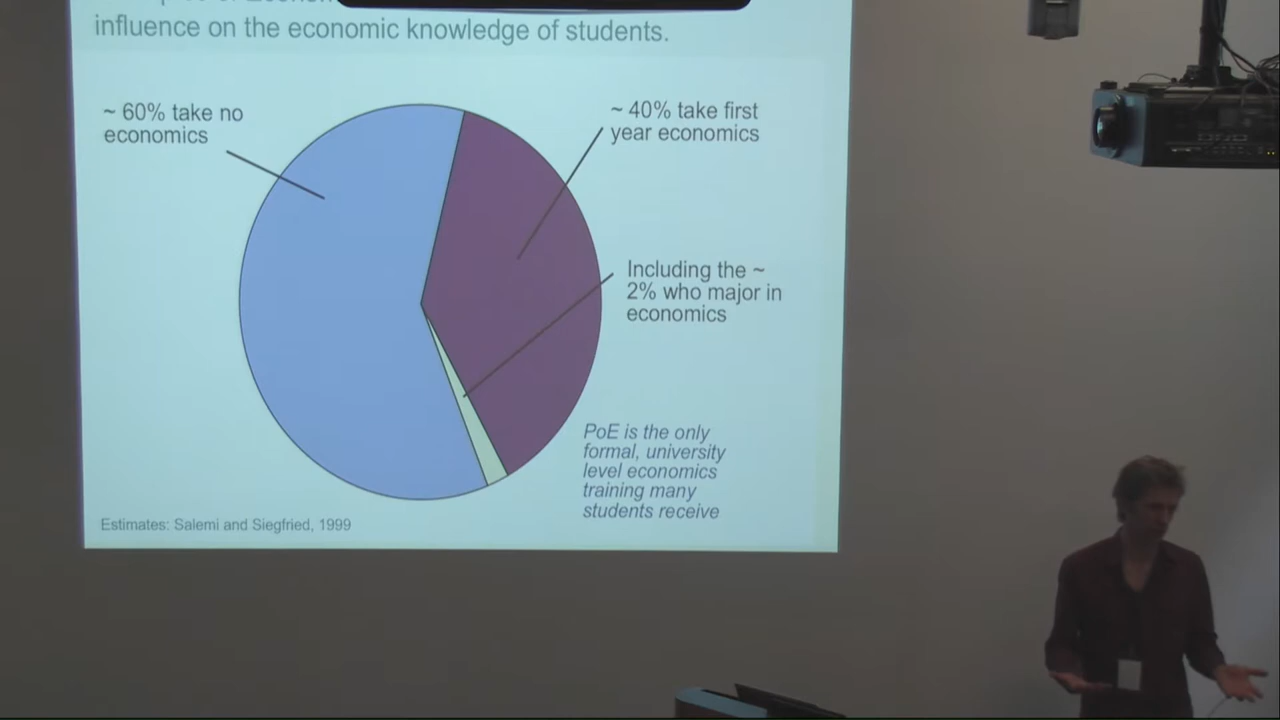 influence on the economic knowledge of students.
~ 60% take no
economics
~ 40% take first
year economics
Including the ~
2% who major in
economics
PoE is the only
formal, university
level economics
training many
students receive
Estimates: Salemi and Siegfried, 1999